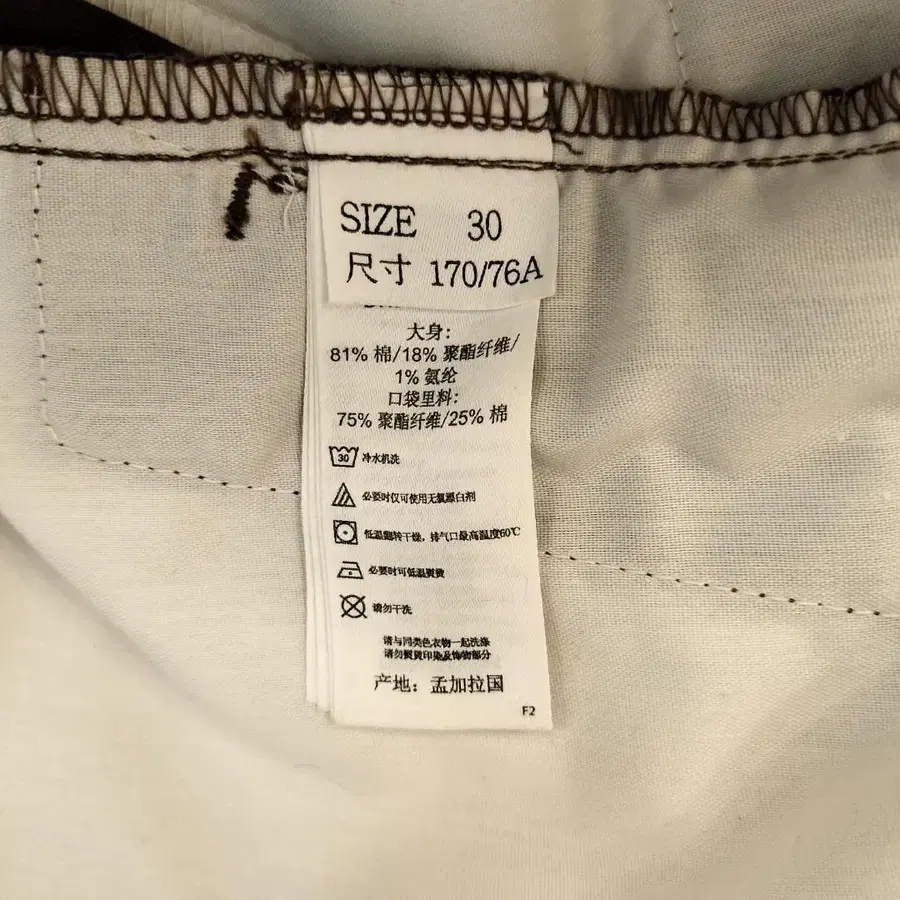 SIZE 30
尺寸 170/76A
大身:
81% 棉/18% 聚酯纤维/
1% 氨纶
口袋里料:
75% 聚酯纤维/25% 棉
30 冷水机洗
必要时仅可使用无氯漂白剂
低温翻转干燥, 排气口最高温度60℃
必要时可低温熨烫
请勿干洗
请与同类色衣物一起洗涤
请勿熨烫印染及饰物部分
产地: 孟加拉国
F2